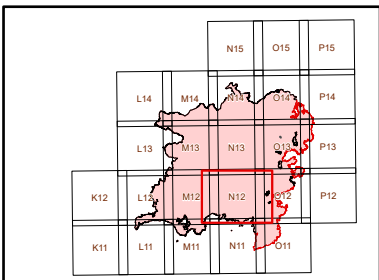 N15 O15 P15
L14 M14 N14 O14 P14
L13 M13 N13 O13 P13
K12 L12 M12 N12 O12 P12
K11 L11 M11 N11 O11